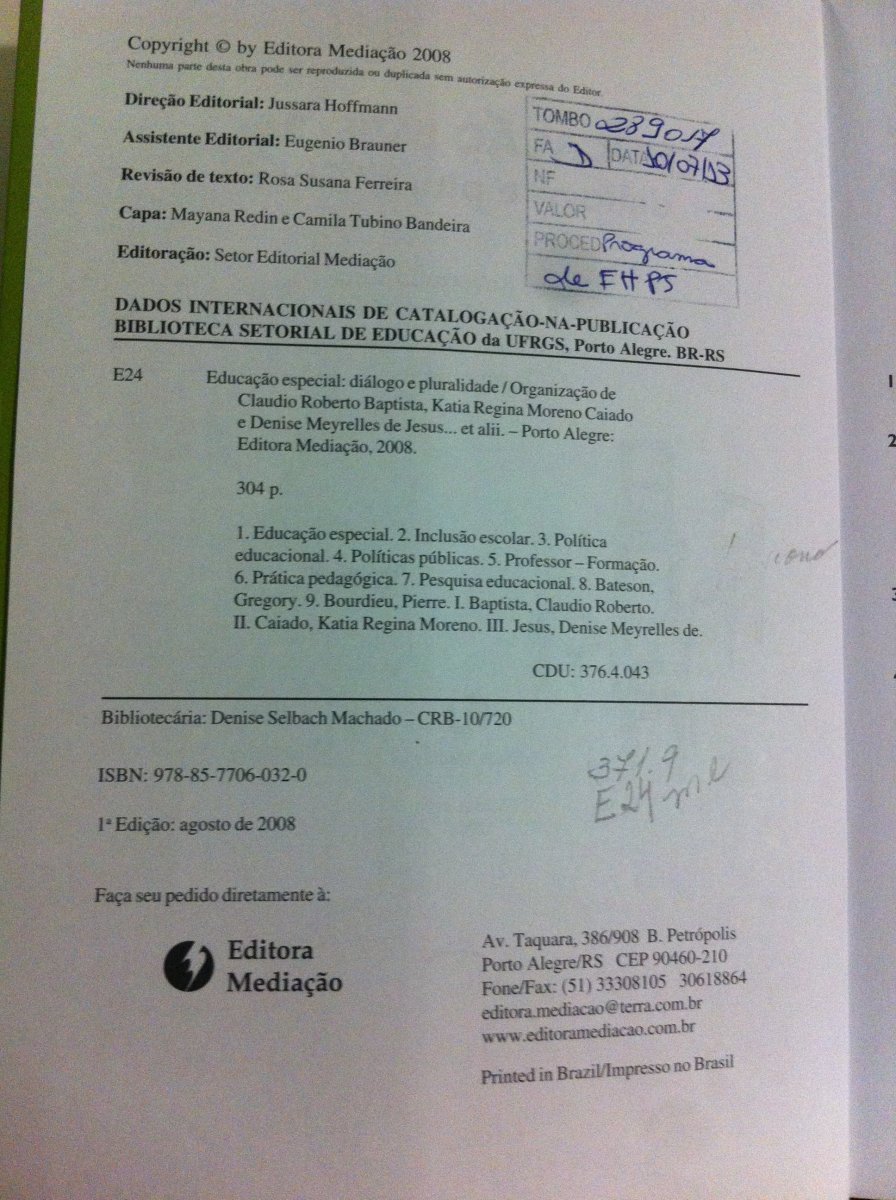 Copyright © by Editora Mediação 2008
Nenhuma parte desta obra pode ser reproduzida ou duplicada sem autorização expressa do Editor.
Direção Editorial: Jussara Hoffmann
Assistente Editorial: Eugenio Brauner
Revisão de texto: Rosa Susana Ferreira
Capa: Mayana Redin e Camila Tubino Bandeira
Editoração: Setor Editorial Mediação
TOMBO 289017
FA D DATA 10/07/13
NF
VALOR
PROCED Programa
de EHPS
DADOS INTERNACIONAIS DE CATALOGAÇÃO-NA-PUBLICAÇÃO
BIBLIOTECA SETORIAL DE EDUCAÇÃO da UFRGS, Porto Alegre. BR-RS
E24 Educação especial: diálogo e pluralidade / Organização de
Claudio Roberto Baptista, Katia Regina Moreno Caiado
e Denise Meyrelles de Jesus... et alii. – Porto Alegre:
Editora Mediação, 2008.
304 p.
1. Educação especial. 2. Inclusão escolar. 3. Política
educacional. 4. Políticas públicas. 5. Professor – Formação.
6. Prática pedagógica. 7. Pesquisa educacional. 8. Bateson,
Gregory. 9. Bourdieu, Pierre. I. Baptista, Claudio Roberto.
II. Caiado, Katia Regina Moreno. III. Jesus, Denise Meyrelles de.
CDU: 376.4.043
Bibliotecária: Denise Selbach Machado – CRB-10/720
ISBN: 978-85-7706-032-0
371.9
E24
1ª Edição: agosto de 2008
Faça seu pedido diretamente à:
Editora
Mediação
Av. Taquara, 386/908 B. Petrópolis
Porto Alegre/RS CEP 90460-210
Fone/Fax: (51) 33308105 30618864
editora.mediacao@terra.com.br
www.editoramediacao.com.br
Printed in Brazil/Impresso no Brasil
1
2